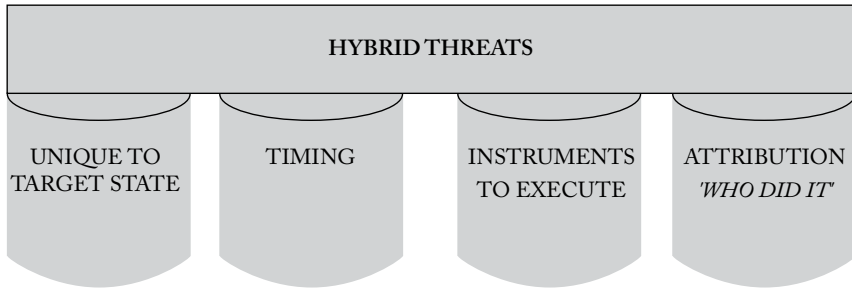 HYBRID THREATS
UNIQUE TO
TARGET STATE
TIMING
INSTRUMENTS
TO EXECUTE
ATTRIBUTION
'WHO DID IT'